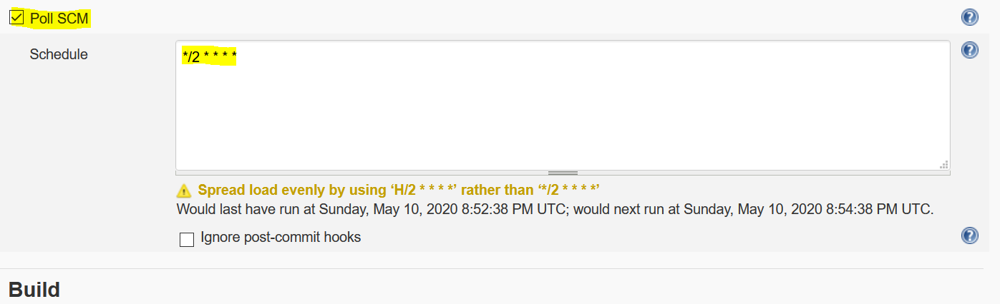 Poll SCM
Schedule
*/2 * * * *
Spread load evenly by using ‘H/2 * * * *’ rather than ‘*/2 * * * *’
Would last have run at Sunday, May 10, 2020 8:52:38 PM UTC; would next run at Sunday, May 10, 2020 8:54:38 PM UTC.
Ignore post-commit hooks
Build